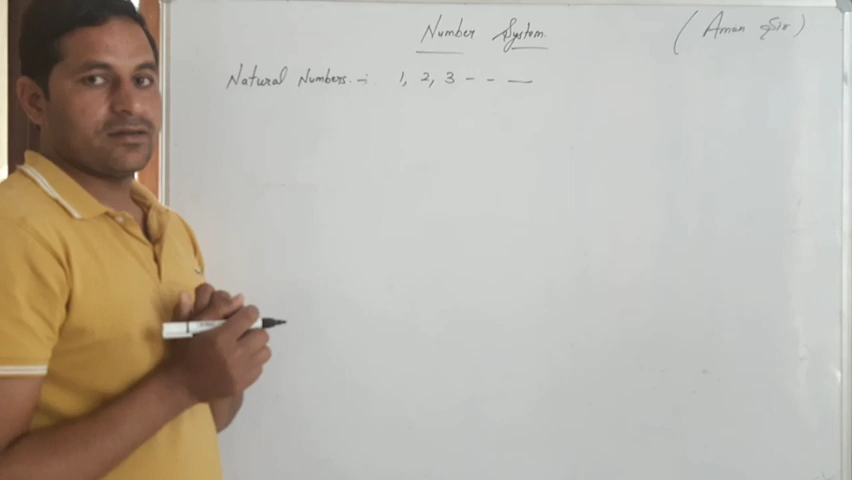 Number System
(Aman Sir)
Natural Numbers :- 1, 2, 3 - - —